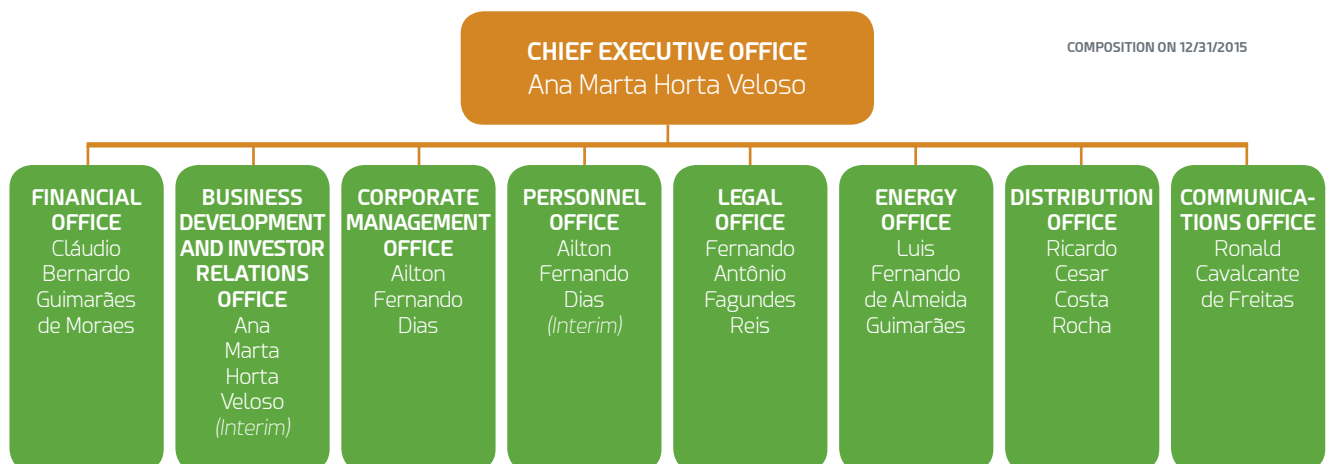 CHIEF EXECUTIVE OFFICE
Ana Marta Horta Veloso
COMPOSITION ON 12/31/2015
FINANCIAL
OFFICE
Cláudio
Bernardo
Guimarães
de Moraes
BUSINESS
DEVELOPMENT
AND INVESTOR
RELATIONS
OFFICE
Ana
Marta
Horta
Veloso
(Interim)
CORPORATE
MANAGEMENT
OFFICE
Ailton
Fernando
Dias
PERSONNEL
OFFICE
Ailton
Fernando
Dias
(Interim)
LEGAL
OFFICE
Fernando
Antônio
Fagundes
Reis
ENERGY
OFFICE
Luis
Fernando
de Almeida
Guimarães
DISTRIBUTION
OFFICE
Ricardo
Cesar
Costa
Rocha
COMMUNICA-
TIONS OFFICE
Ronald
Cavalcante
de Freitas